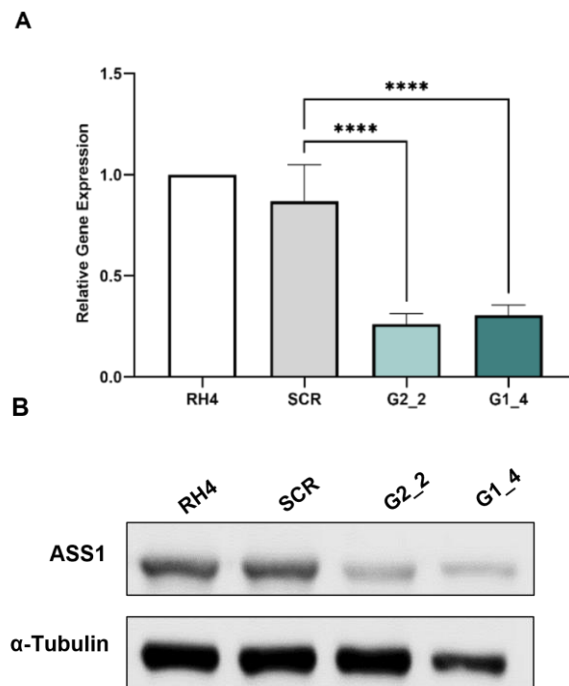 A
1.5
1.0
0.5
0.0
Relative Gene Expression
****
****
RH4 SCR G2_2 G1_4
B
RH4 SCR G2_2 G1_4
ASS1
α-Tubulin